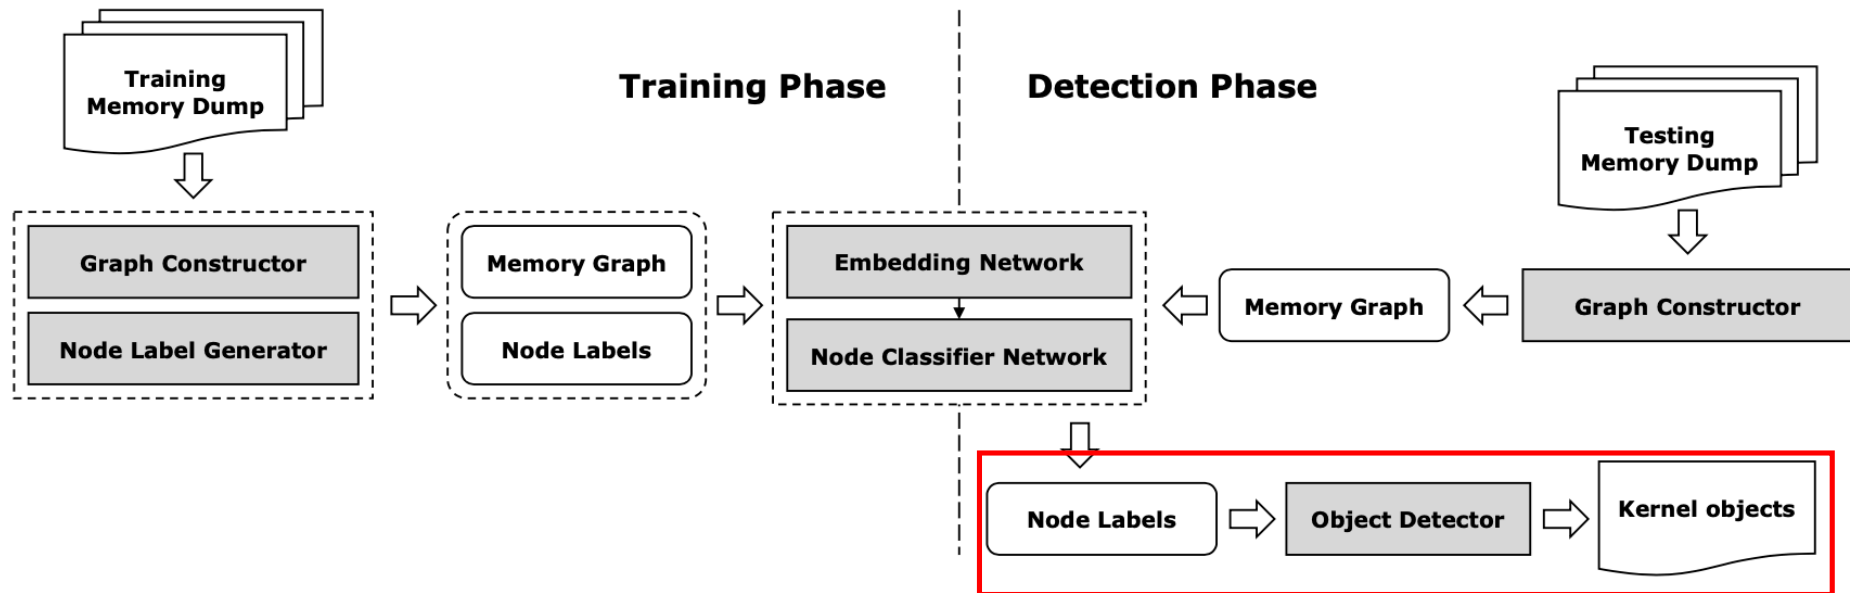 Training
Memory Dump
Training Phase
Detection Phase
Testing
Memory Dump
Graph Constructor
Node Label Generator
Memory Graph
Node Labels
Embedding Network
Node Classifier Network
Memory Graph
Graph Constructor
Node Labels
Object Detector
Kernel objects